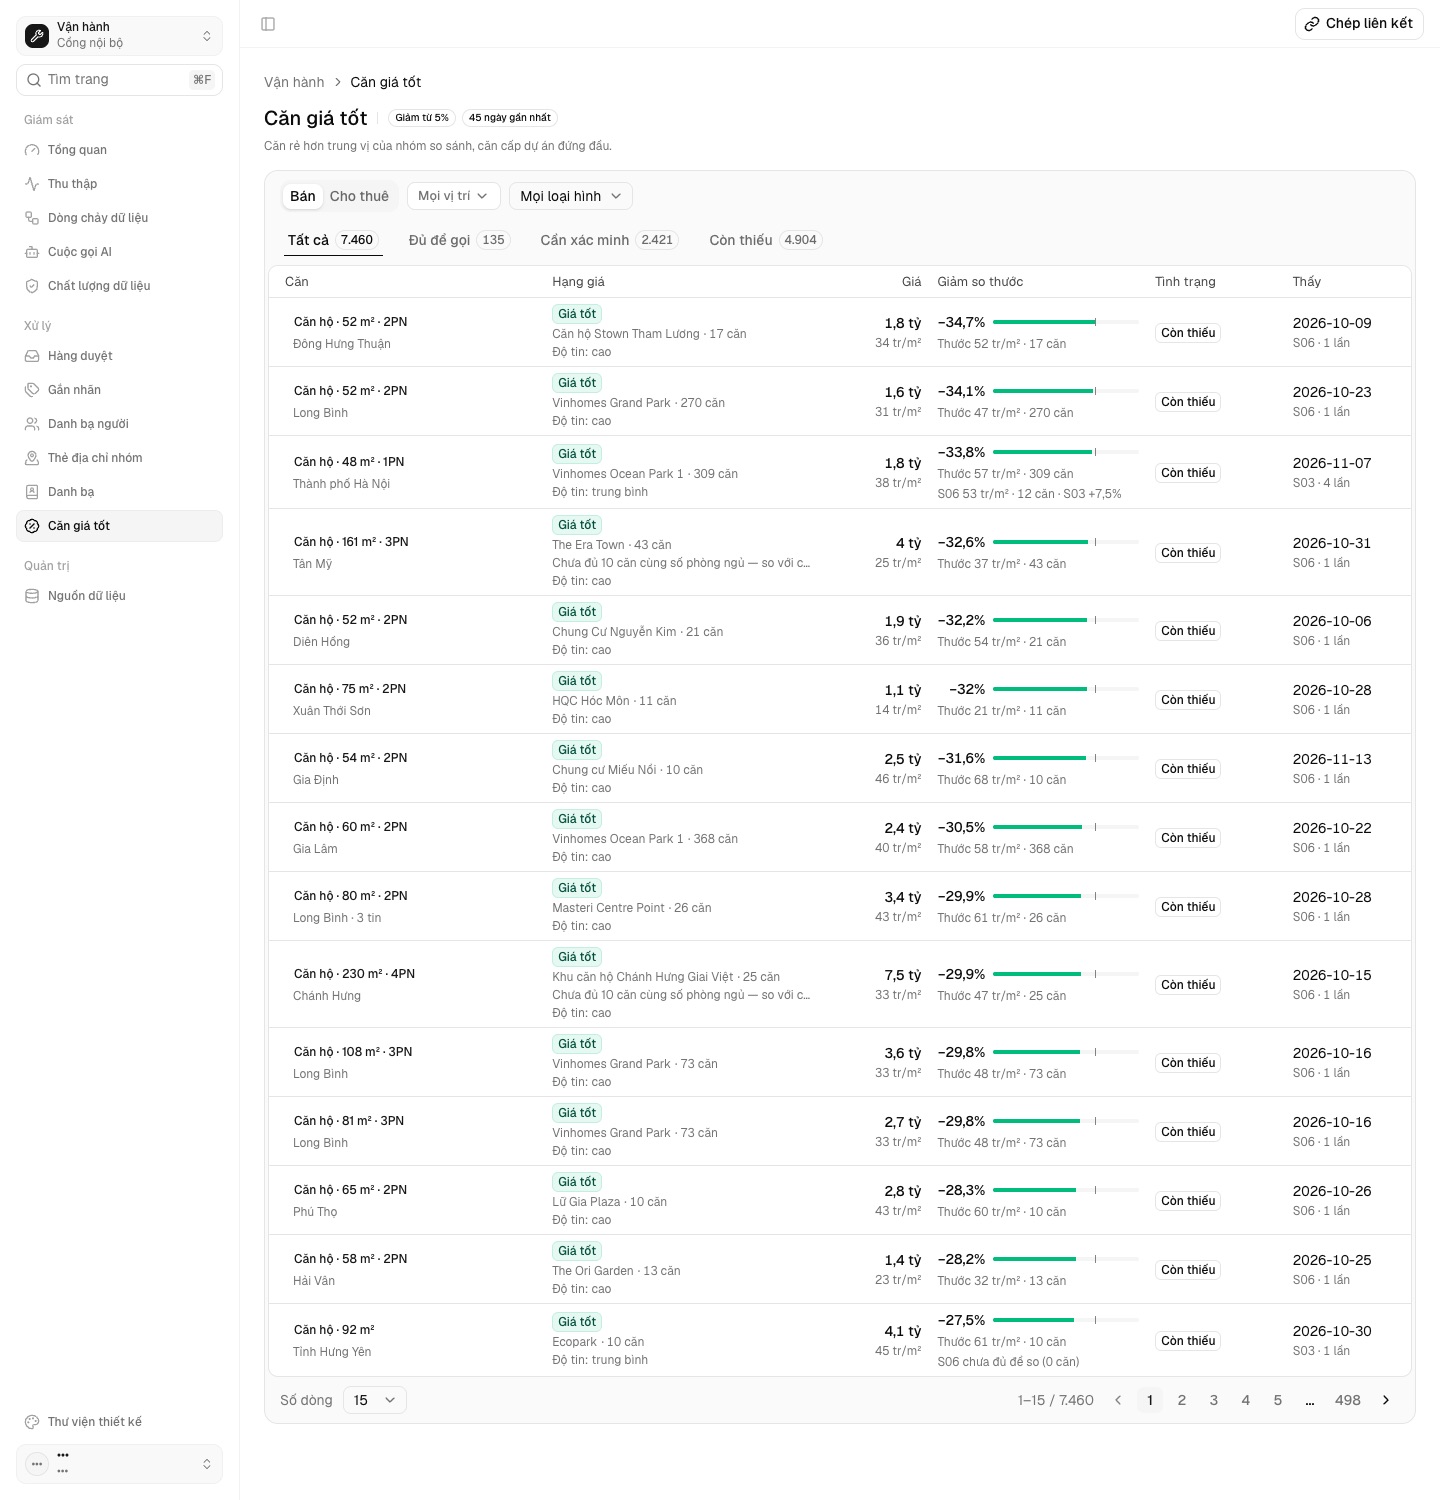 Vận hành
Cổng nội bộ
Tìm trang
⌘F
Giám sát
Tổng quan
Thu thập
Dòng chảy dữ liệu
Cuộc gọi AI
Chất lượng dữ liệu
Xử lý
Hàng duyệt
Gắn nhãn
Danh bạ người
Thẻ địa chỉ nhóm
Danh bạ
Căn giá tốt
Quản trị
Nguồn dữ liệu
Thư viện thiết kế
Chép liên kết
Vận hành > Căn giá tốt
Căn giá tốt
Giảm từ 5%
45 ngày gần nhất
Căn rẻ hơn trung vị của nhóm so sánh, căn cấp dự án đứng đầu.
Bán Cho thuê Mọi vị trí Mọi loại hình
Tất cả 7.460 Đủ để gọi 135 Cần xác minh 2.421 Còn thiếu 4.904
Căn Hạng giá Giá Giảm so thước Tình trạng Thấy
Căn hộ · 52 m² · 2PN
Đông Hưng Thuận
Giá tốt
Căn hộ Stown Tham Lương · 17 căn
Độ tin: cao
1,8 tỷ
34 tr/m²
−34,7%
Thước 52 tr/m² · 17 căn
Còn thiếu
2026-10-09
S06 · 1 lần
Căn hộ · 52 m² · 2PN
Long Bình
Giá tốt
Vinhomes Grand Park · 270 căn
Độ tin: cao
1,6 tỷ
31 tr/m²
−34,1%
Thước 47 tr/m² · 270 căn
Còn thiếu
2026-10-23
S06 · 1 lần
Căn hộ · 48 m² · 1PN
Thành phố Hà Nội
Giá tốt
Vinhomes Ocean Park 1 · 309 căn
Độ tin: trung bình
1,8 tỷ
38 tr/m²
−33,8%
Thước 57 tr/m² · 309 căn
S06 53 tr/m² · 12 căn · S03 +7,5%
Còn thiếu
2026-11-07
S03 · 4 lần
Căn hộ · 161 m² · 3PN
Tân Mỹ
Giá tốt
The Era Town · 43 căn
Chưa đủ 10 căn cùng số phòng ngủ — so với c…
Độ tin: cao
4 tỷ
25 tr/m²
−32,6%
Thước 37 tr/m² · 43 căn
Còn thiếu
2026-10-31
S06 · 1 lần
Căn hộ · 52 m² · 2PN
Diên Hồng
Giá tốt
Chung Cư Nguyễn Kim · 21 căn
Độ tin: cao
1,9 tỷ
36 tr/m²
−32,2%
Thước 54 tr/m² · 21 căn
Còn thiếu
2026-10-06
S06 · 1 lần
Căn hộ · 75 m² · 2PN
Xuân Thới Sơn
Giá tốt
HQC Hóc Môn · 11 căn
Độ tin: cao
1,1 tỷ
14 tr/m²
−32%
Thước 21 tr/m² · 11 căn
Còn thiếu
2026-10-28
S06 · 1 lần
Căn hộ · 54 m² · 2PN
Gia Định
Giá tốt
Chung cư Miếu Nổi · 10 căn
Độ tin: cao
2,5 tỷ
46 tr/m²
−31,6%
Thước 68 tr/m² · 10 căn
Còn thiếu
2026-11-13
S06 · 1 lần
Căn hộ · 60 m² · 2PN
Gia Lâm
Giá tốt
Vinhomes Ocean Park 1 · 368 căn
Độ tin: cao
2,4 tỷ
40 tr/m²
−30,5%
Thước 58 tr/m² · 368 căn
Còn thiếu
2026-10-22
S06 · 1 lần
Căn hộ · 80 m² · 2PN
Long Bình · 3 tin
Giá tốt
Masteri Centre Point · 26 căn
Độ tin: cao
3,4 tỷ
43 tr/m²
−29,9%
Thước 61 tr/m² · 26 căn
Còn thiếu
2026-10-28
S06 · 1 lần
Căn hộ · 230 m² · 4PN
Chánh Hưng
Giá tốt
Khu căn hộ Chánh Hưng Giai Việt · 25 căn
Chưa đủ 10 căn cùng số phòng ngủ — so với c…
Độ tin: cao
7,5 tỷ
33 tr/m²
−29,9%
Thước 47 tr/m² · 25 căn
Còn thiếu
2026-10-15
S06 · 1 lần
Căn hộ · 108 m² · 3PN
Long Bình
Giá tốt
Vinhomes Grand Park · 73 căn
Độ tin: cao
3,6 tỷ
33 tr/m²
−29,8%
Thước 48 tr/m² · 73 căn
Còn thiếu
2026-10-16
S06 · 1 lần
Căn hộ · 81 m² · 3PN
Long Bình
Giá tốt
Vinhomes Grand Park · 73 căn
Độ tin: cao
2,7 tỷ
33 tr/m²
−29,8%
Thước 48 tr/m² · 73 căn
Còn thiếu
2026-10-16
S06 · 1 lần
Căn hộ · 65 m² · 2PN
Phú Thọ
Giá tốt
Lữ Gia Plaza · 10 căn
Độ tin: cao
2,8 tỷ
43 tr/m²
−28,3%
Thước 60 tr/m² · 10 căn
Còn thiếu
2026-10-26
S06 · 1 lần
Căn hộ · 58 m² · 2PN
Hải Vân
Giá tốt
The Ori Garden · 13 căn
Độ tin: cao
1,4 tỷ
23 tr/m²
−28,2%
Thước 32 tr/m² · 13 căn
Còn thiếu
2026-10-25
S06 · 1 lần
Căn hộ · 92 m²
Tỉnh Hưng Yên
Giá tốt
Ecopark · 10 căn
Độ tin: trung bình
4,1 tỷ
45 tr/m²
−27,5%
Thước 61 tr/m² · 10 căn
S06 chưa đủ để so (0 căn)
Còn thiếu
2026-10-30
S03 · 1 lần
Số dòng 15
1–15 / 7.460 1 2 3 4 5 … 498